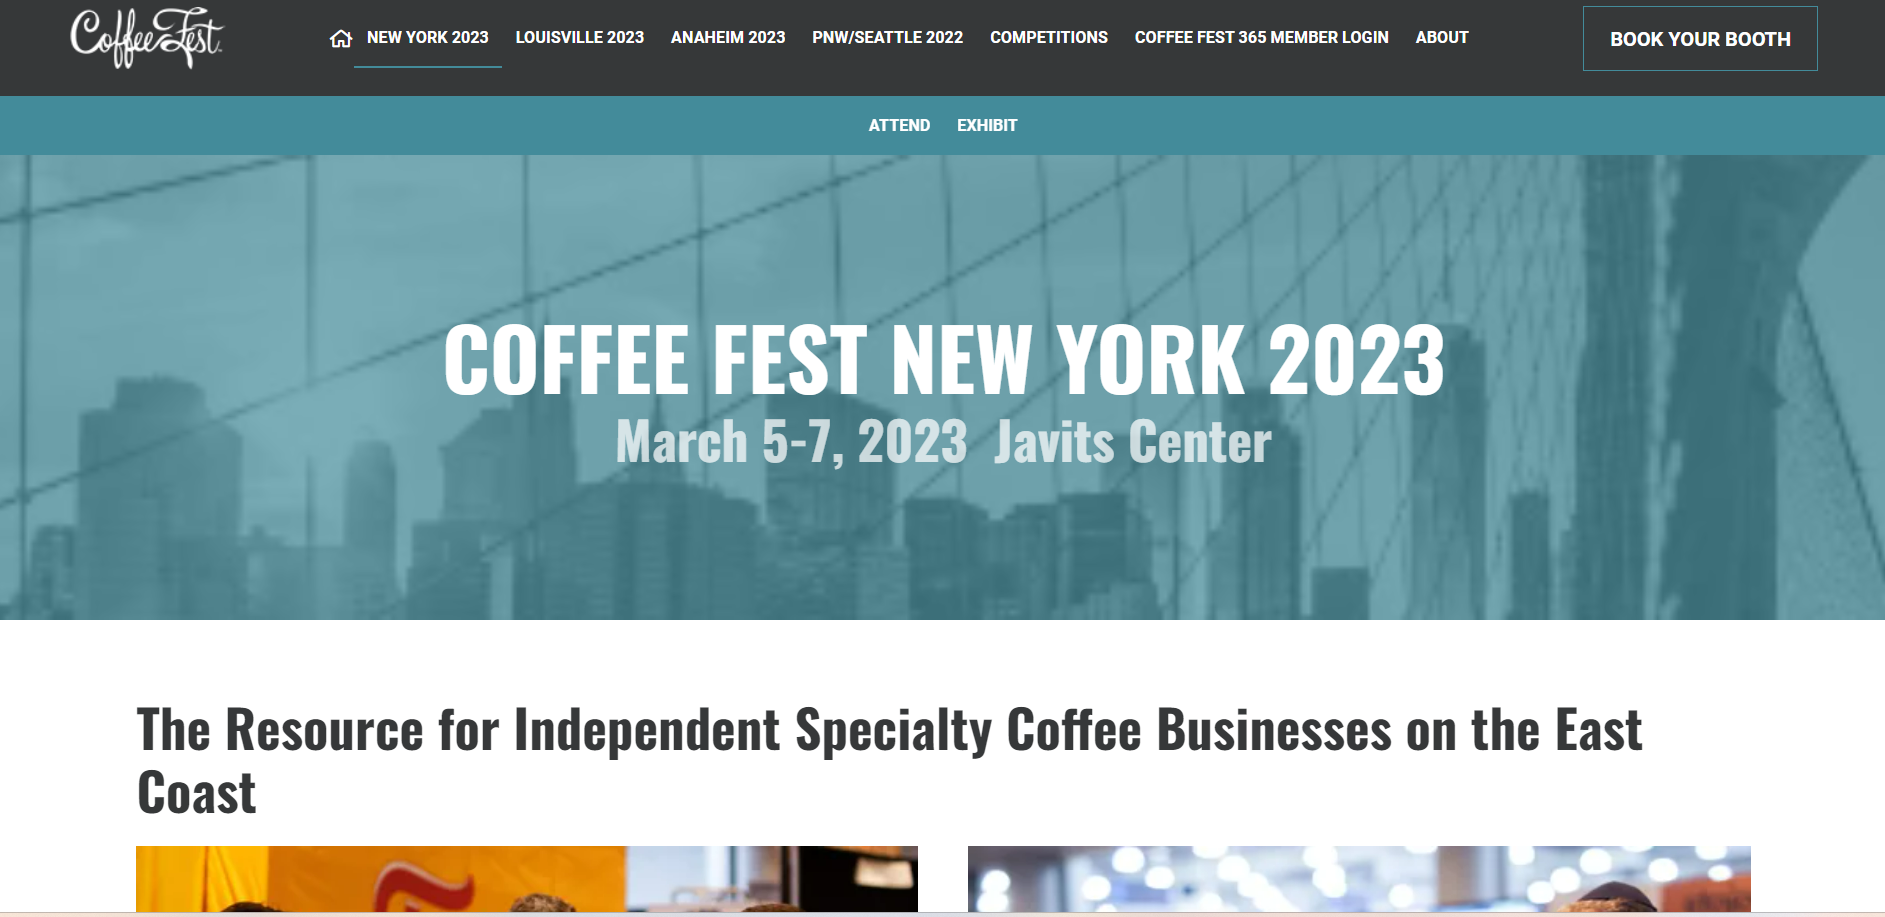 Coffee Fest
NEW YORK 2023
LOUISVILLE 2023
ANAHEIM 2023
PNW/SEATTLE 2022
COMPETITIONS
COFFEE FEST 365 MEMBER LOGIN
ABOUT
BOOK YOUR BOOTH
ATTEND
EXHIBIT
COFFEE FEST NEW YORK 2023
March 5-7, 2023 Javits Center
The Resource for Independent Specialty Coffee Businesses on the East
Coast